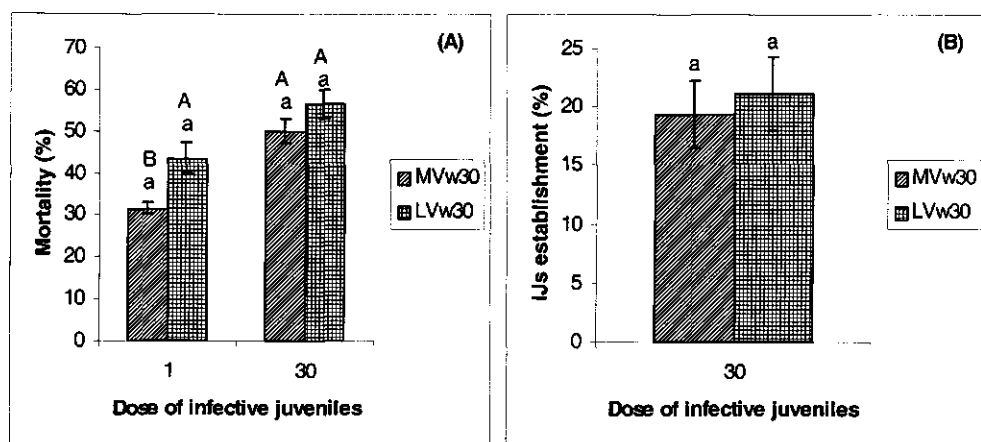 (A)
Mortality (%)
70
60
50
40
30
20
10
0
B
a
A
a
A
a
A
a
1
30
Dose of infective juveniles
MVw30
LVw30
(B)
IJs establishment (%)
25
20
15
10
5
0
a
a
30
Dose of infective juveniles
MVw30
LVw30